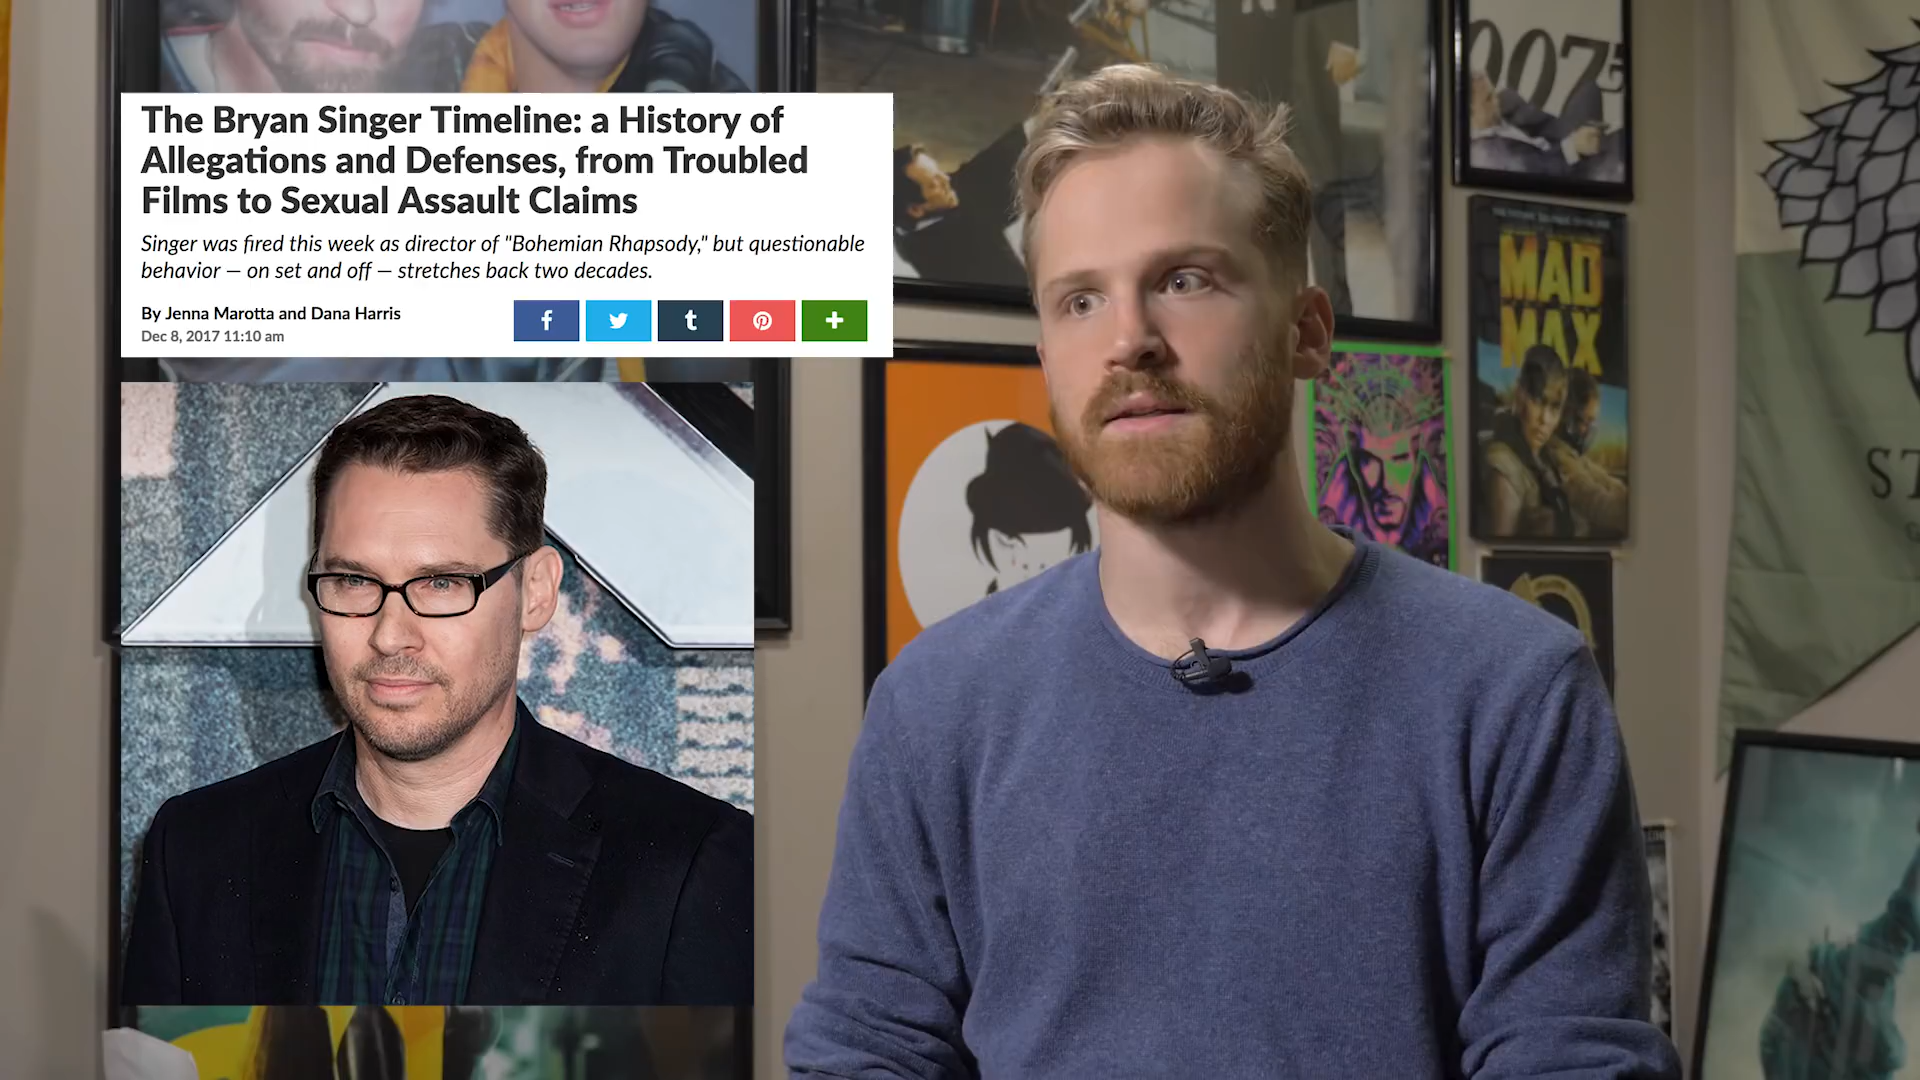 The Bryan Singer Timeline: a History of
Allegations and Defenses, from Troubled
Films to Sexual Assault Claims
Singer was fired this week as director of "Bohemian Rhapsody," but questionable
behavior — on set and off — stretches back two decades.
By Jenna Marotta and Dana Harris
Dec 8, 2017 11:10 am
f
t
+
007
MAD
MAX
ST